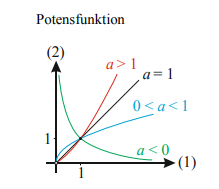 Potensfunktion
(2)
a > 1
a = 1
0 < a < 1
1
a < 0
(1)
1